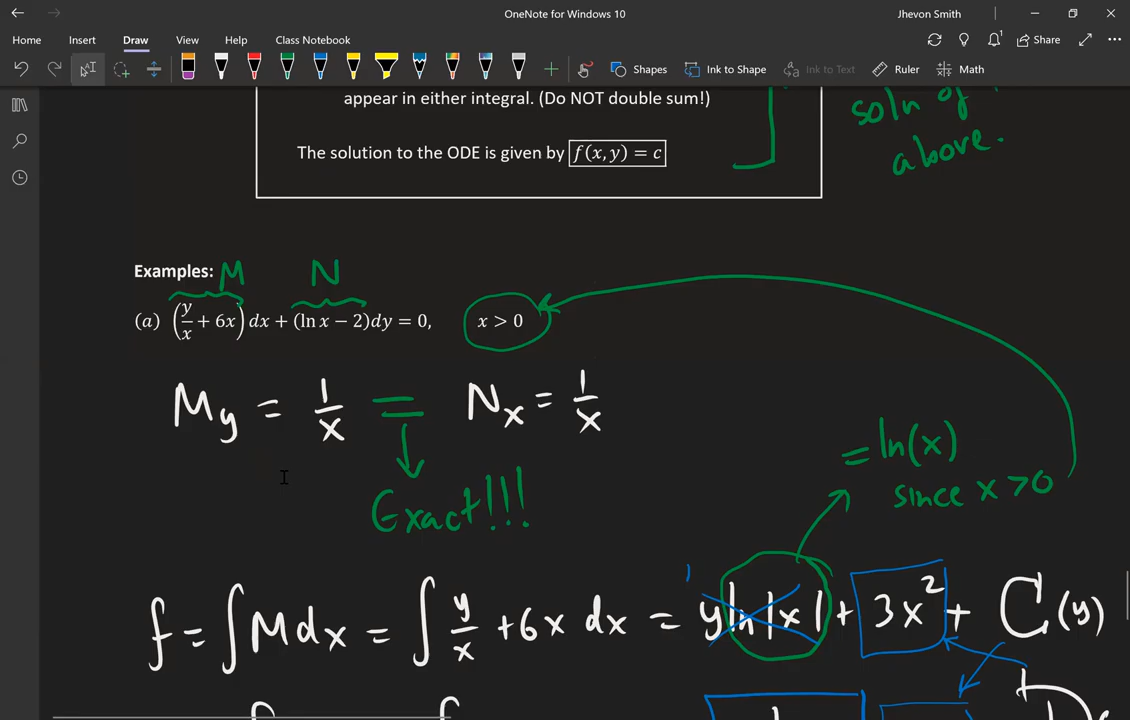 OneNote for Windows 10
Jhevon Smith
Home Insert Draw View Help Class Notebook
Share
Shapes Ink to Shape Ink to Text Ruler Math
appear in either integral. (Do NOT double sum!)
soln of
The solution to the ODE is given by f(x, y) = c
above.
Examples: M N
(a) (y/x + 6x) dx + (ln x − 2)dy = 0, x > 0
My = 1/x = Nx = 1/x
= ln(x)
since x > 0
Exact!!!
f = ∫ M dx = ∫ y/x + 6x dx = y ln|x| + 3x² + C(y)